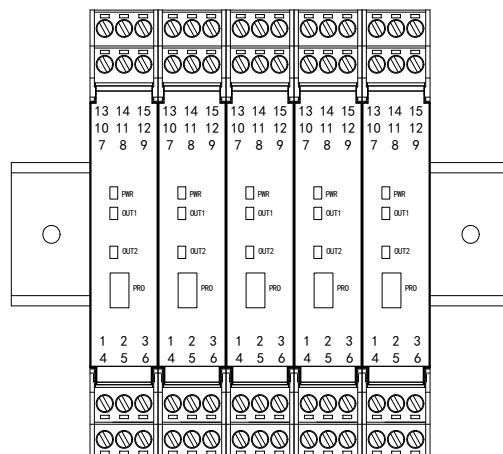 13 14 15 13 14 15 13 14 15 13 14 15 13 14 15
10 11 12 10 11 12 10 11 12 10 11 12 10 11 12
7 8 9 7 8 9 7 8 9 7 8 9 7 8 9
PWR PWR PWR PWR PWR
OUT1 OUT1 OUT1 OUT1 OUT1
OUT2 OUT2 OUT2 OUT2 OUT2
PRO PRO PRO PRO PRO
1 2 3 1 2 3 1 2 3 1 2 3 1 2 3
4 5 6 4 5 6 4 5 6 4 5 6 4 5 6